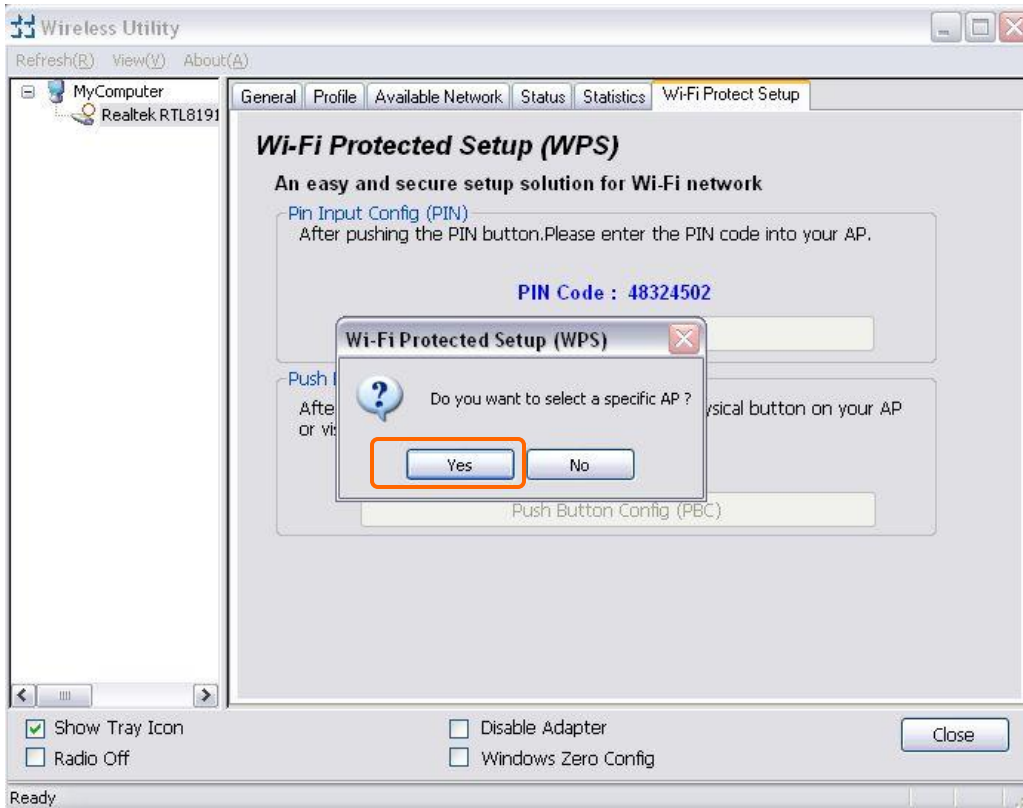 Wireless Utility
Refresh(R) View(V) About(A)
MyComputer
Realtek RTL8191
General Profile Available Network Status Statistics Wi-Fi Protect Setup
Wi-Fi Protected Setup (WPS)
An easy and secure setup solution for Wi-Fi network
Pin Input Config (PIN)
After pushing the PIN button.Please enter the PIN code into your AP.
PIN Code : 48324502
Wi-Fi Protected Setup (WPS)
Do you want to select a specific AP ?
Yes No
Push
button on your AP
or
Push Button Config (PBC)
Show Tray Icon
Radio Off
Disable Adapter
Windows Zero Config
Close
Ready